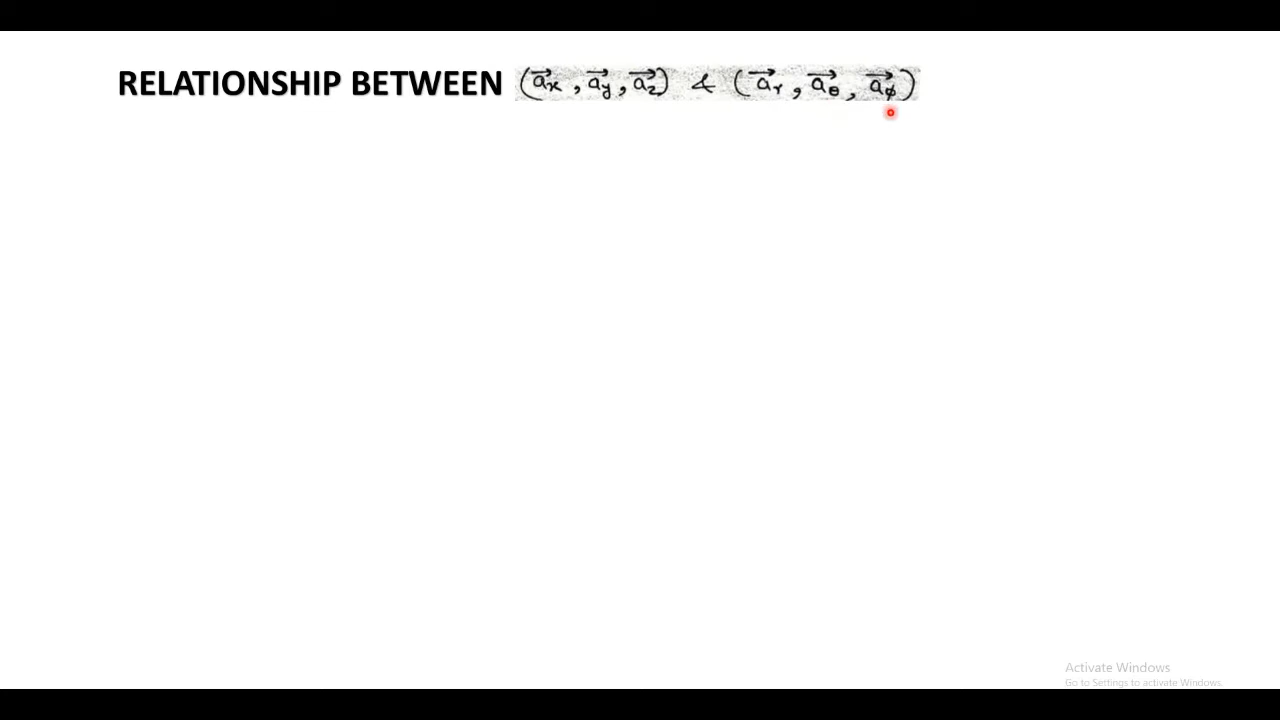 RELATIONSHIP BETWEEN (a⃗x, a⃗y, a⃗z) & (a⃗r, a⃗θ, a⃗ϕ)
Activate Windows
Go to Settings to activate Windows.